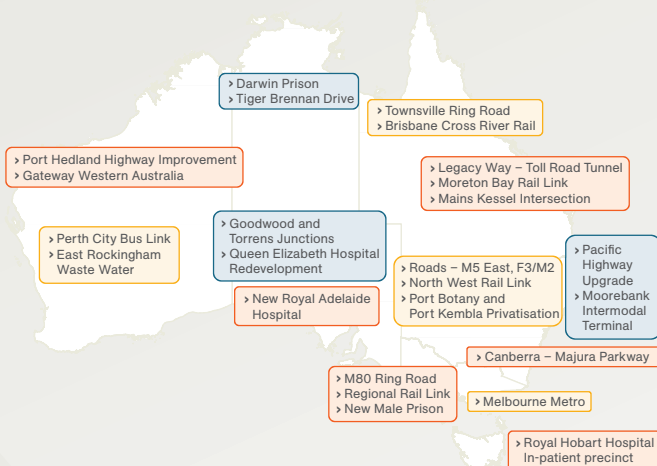 › Darwin Prison
› Tiger Brennan Drive
› Townsville Ring Road
› Brisbane Cross River Rail
› Port Hedland Highway Improvement
› Gateway Western Australia
› Legacy Way – Toll Road Tunnel
› Moreton Bay Rail Link
› Mains Kessel Intersection
› Perth City Bus Link
› East Rockingham
Waste Water
› Goodwood and
Torrens Junctions
› Queen Elizabeth Hospital
Redevelopment
› New Royal Adelaide
Hospital
› Roads – M5 East, F3/M2
› North West Rail Link
› Port Botany and
Port Kembla Privatisation
› Pacific
Highway
Upgrade
› Moorebank
Intermodal
Terminal
› Canberra – Majura Parkway
› M80 Ring Road
› Regional Rail Link
› New Male Prison
› Melbourne Metro
› Royal Hobart Hospital
In-patient precinct